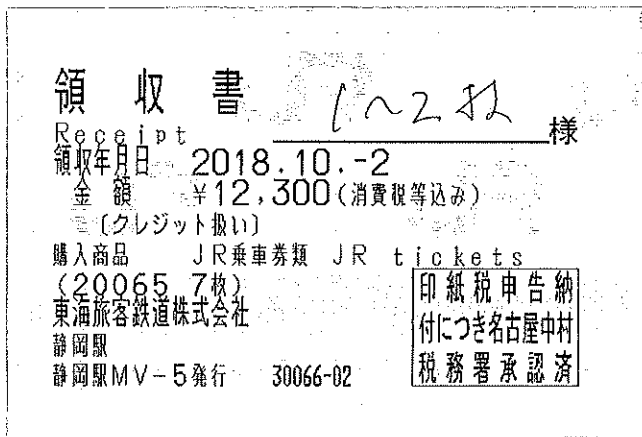 領収書
1~2枚 様
Receipt
領収年月日 2018.10.-2
金額 ¥12,300(消費税等込み)
〔クレジット扱い〕
購入商品 JR乗車券類 JR tickets
(20065 7枚)
東海旅客鉄道株式会社
静岡駅
静岡駅MV-5発行 30066-02
印紙税申告納
付につき名古屋中村
税務署承認済